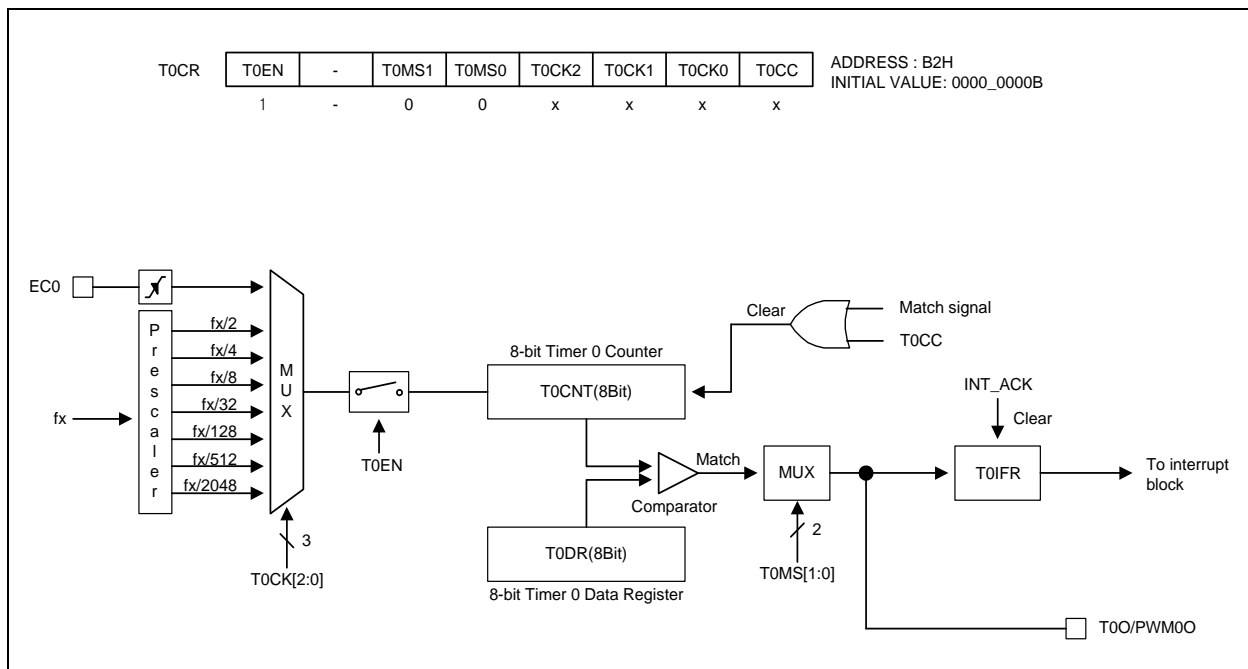 T0CR T0EN - T0MS1 T0MS0 T0CK2 T0CK1 T0CK0 T0CC
ADDRESS : B2H
INITIAL VALUE: 0000_0000B
1 - 0 0 x x x x
EC0
Prescaler
fx
fx/2
fx/4
fx/8
fx/32
fx/128
fx/512
fx/2048
MUX
3
T0CK[2:0]
T0EN
8-bit Timer 0 Counter
T0CNT(8Bit)
Clear
Match signal
T0CC
Comparator
Match
T0DR(8Bit)
8-bit Timer 0 Data Register
MUX
2
T0MS[1:0]
INT_ACK
Clear
T0IFR
To interrupt
block
T0O/PWM0O